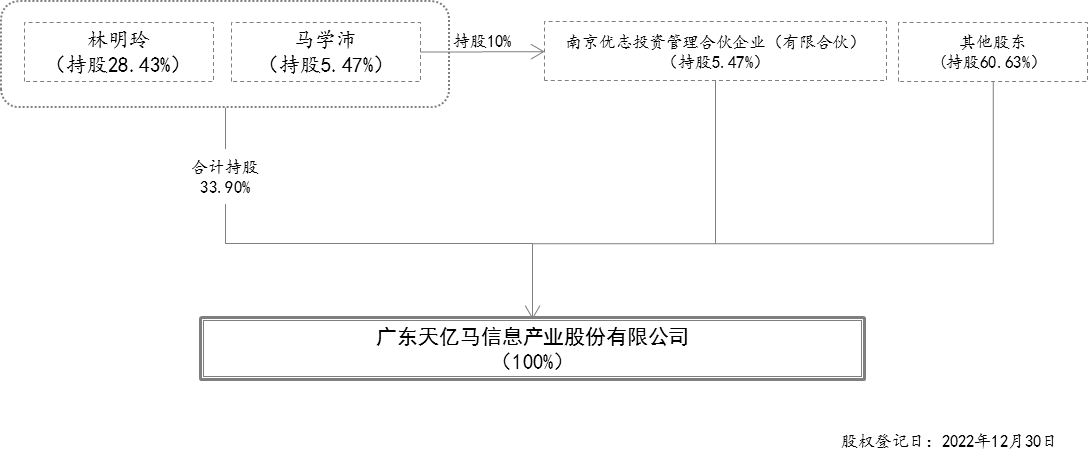 林明玲
（持股28.43%）
马学沛
（持股5.47%）
持股10%
南京优志投资管理合伙企业（有限合伙）
（持股5.47%）
其他股东
（持股60.63%）
合计持股
33.90%
广东天亿马信息产业股份有限公司
（100%）
股权登记日：2022年12月30日